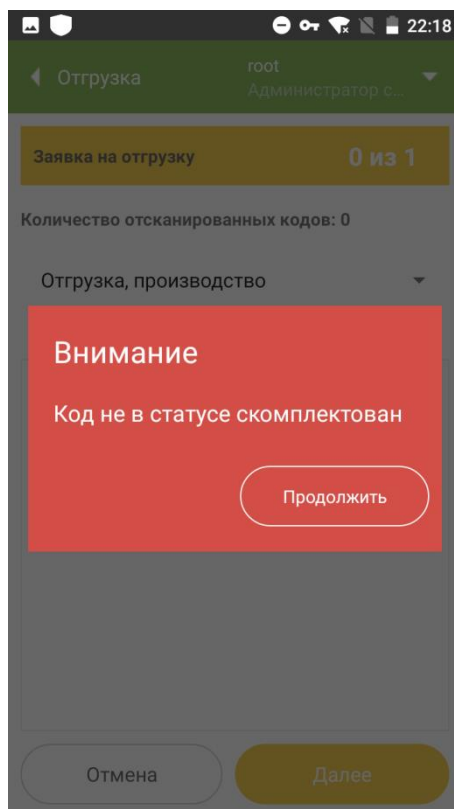 22:18
Отгрузка
root
Администратор с...
Заявка на отгрузку
0 из 1
Количество отсканированных кодов: 0
Отгрузка, производство
Внимание
Код не в статусе скомплектован
Продолжить
Отмена
Далее